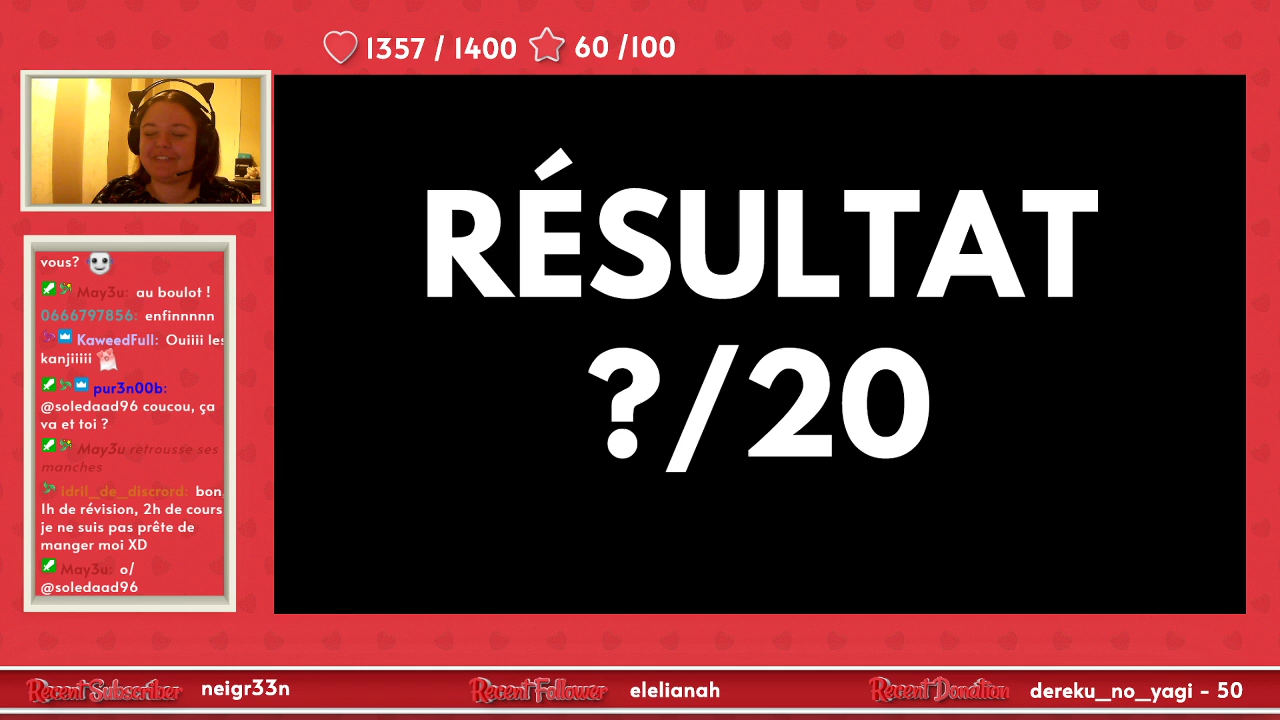 1357 / 1400 60 /100
RÉSULTAT
?/20
vous?
May3u: au boulot !
0666797856: enfinnnnn
KaweedFull: Ouiiii les
kanjiiiii
pur3n00b:
@soledaad96 coucou, ça
va et toi ?
May3u retrousse ses
manches
idril_de_discrord: bon,
1h de révision, 2h de cours
je ne suis pas prête de
manger moi XD
May3u: o/
@soledaad96
Recent Subscriber neigr33n Recent Follower elelianah Recent Donation dereku_no_yagi - 50